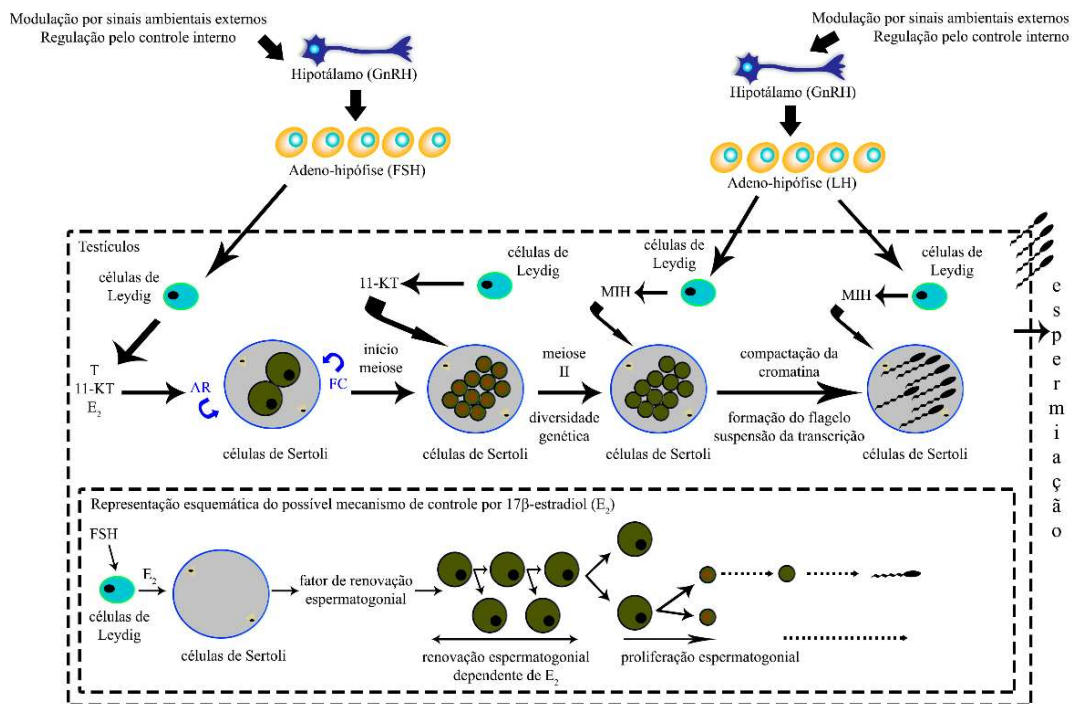 Modulação por sinais ambientais externos
Regulação pelo controle interno
Hipotálamo (GnRH)
Adeno-hipófise (FSH)
Modulação por sinais ambientais externos
Regulação pelo controle interno
Hipotálamo (GnRH)
Adeno-hipófise (LH)
Testículos
células de
Leydig
T
11-KT
E₂
AR
FC
células de Sertoli
início
meiose
11-KT
células de
Leydig
células de Sertoli
meiose
II
diversidade
genética
MIH
células de
Leydig
células de Sertoli
compactação da
cromatina
formação do flagelo
suspensão da transcrição
MIH
células de
Leydig
células de Sertoli
espermiação
Representação esquemática do possível mecanismo de controle por 17β-estradiol (E₂)
FSH
células de
Leydig
E₂
células de Sertoli
fator de renovação
espermatogonial
renovação espermatogonial
dependente de E₂
proliferação espermatogonial